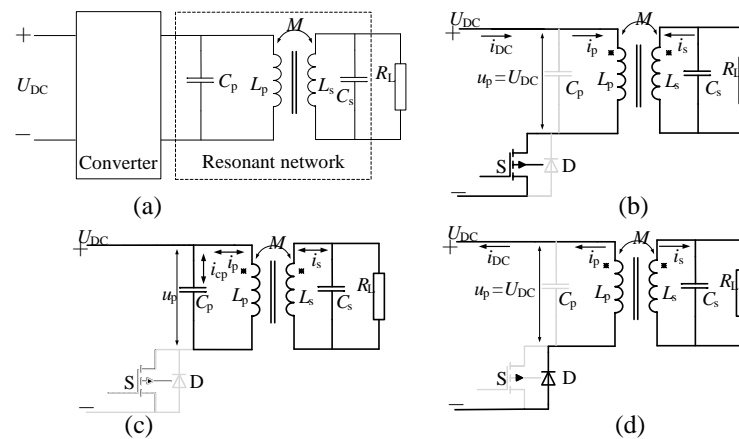 M
+
U_DC
−
C_p
L_p
L_s
C_s
R_L
Converter
Resonant network
(a)
U_DC
+
i_DC
i_p
M
i_s
u_p=U_DC
C_p
L_p
L_s
C_s
R_L
S
D
−
(b)
U_DC
+
M
i_p
i_s
i_cp
u_p
C_p
L_p
L_s
C_s
R_L
S
D
−
(c)
U_DC
+
i_DC
i_p
M
i_s
u_p=U_DC
C_p
L_p
L_s
C_s
R_L
S
D
−
(d)